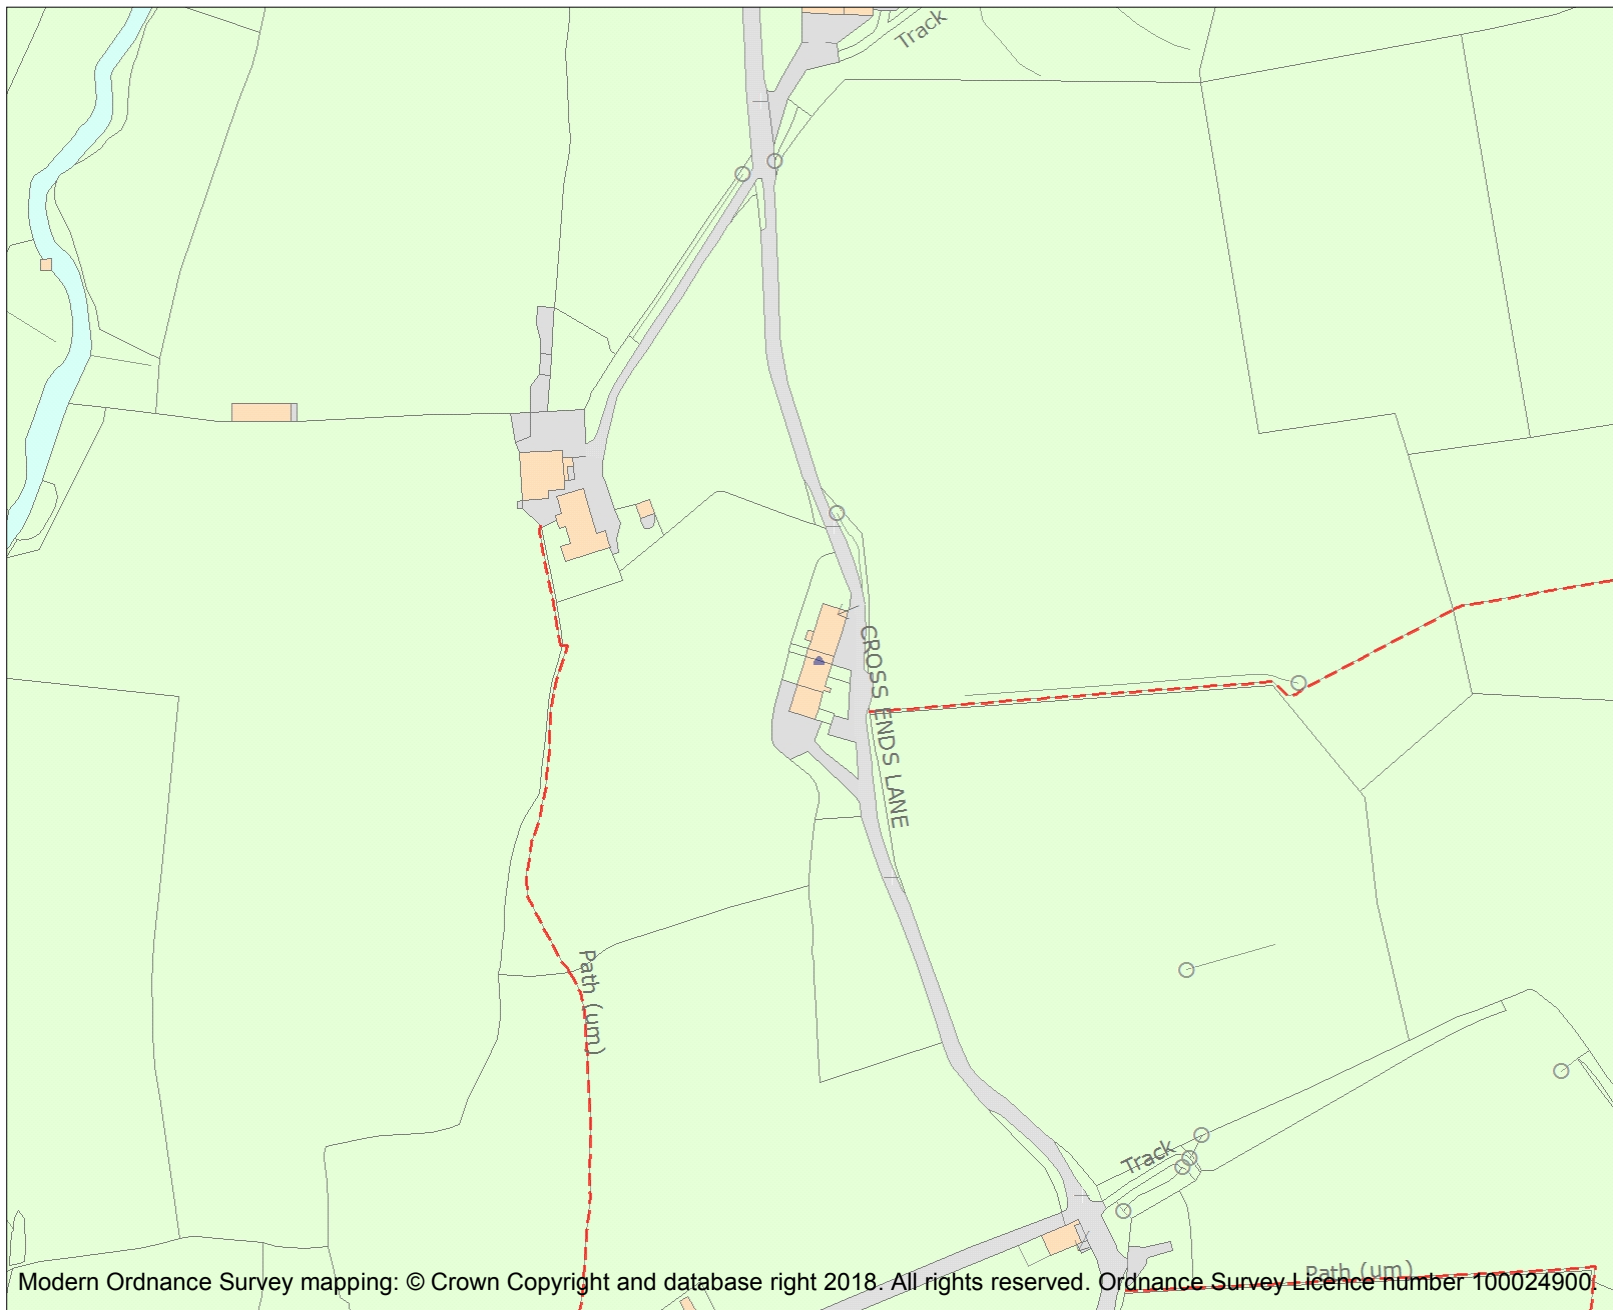 Track
CROSS ENDS LANE
Path (um)
Track
Path (um)
Modern Ordnance Survey mapping: © Crown Copyright and database right 2018. All rights reserved. Ordnance Survey Licence number 100024900.